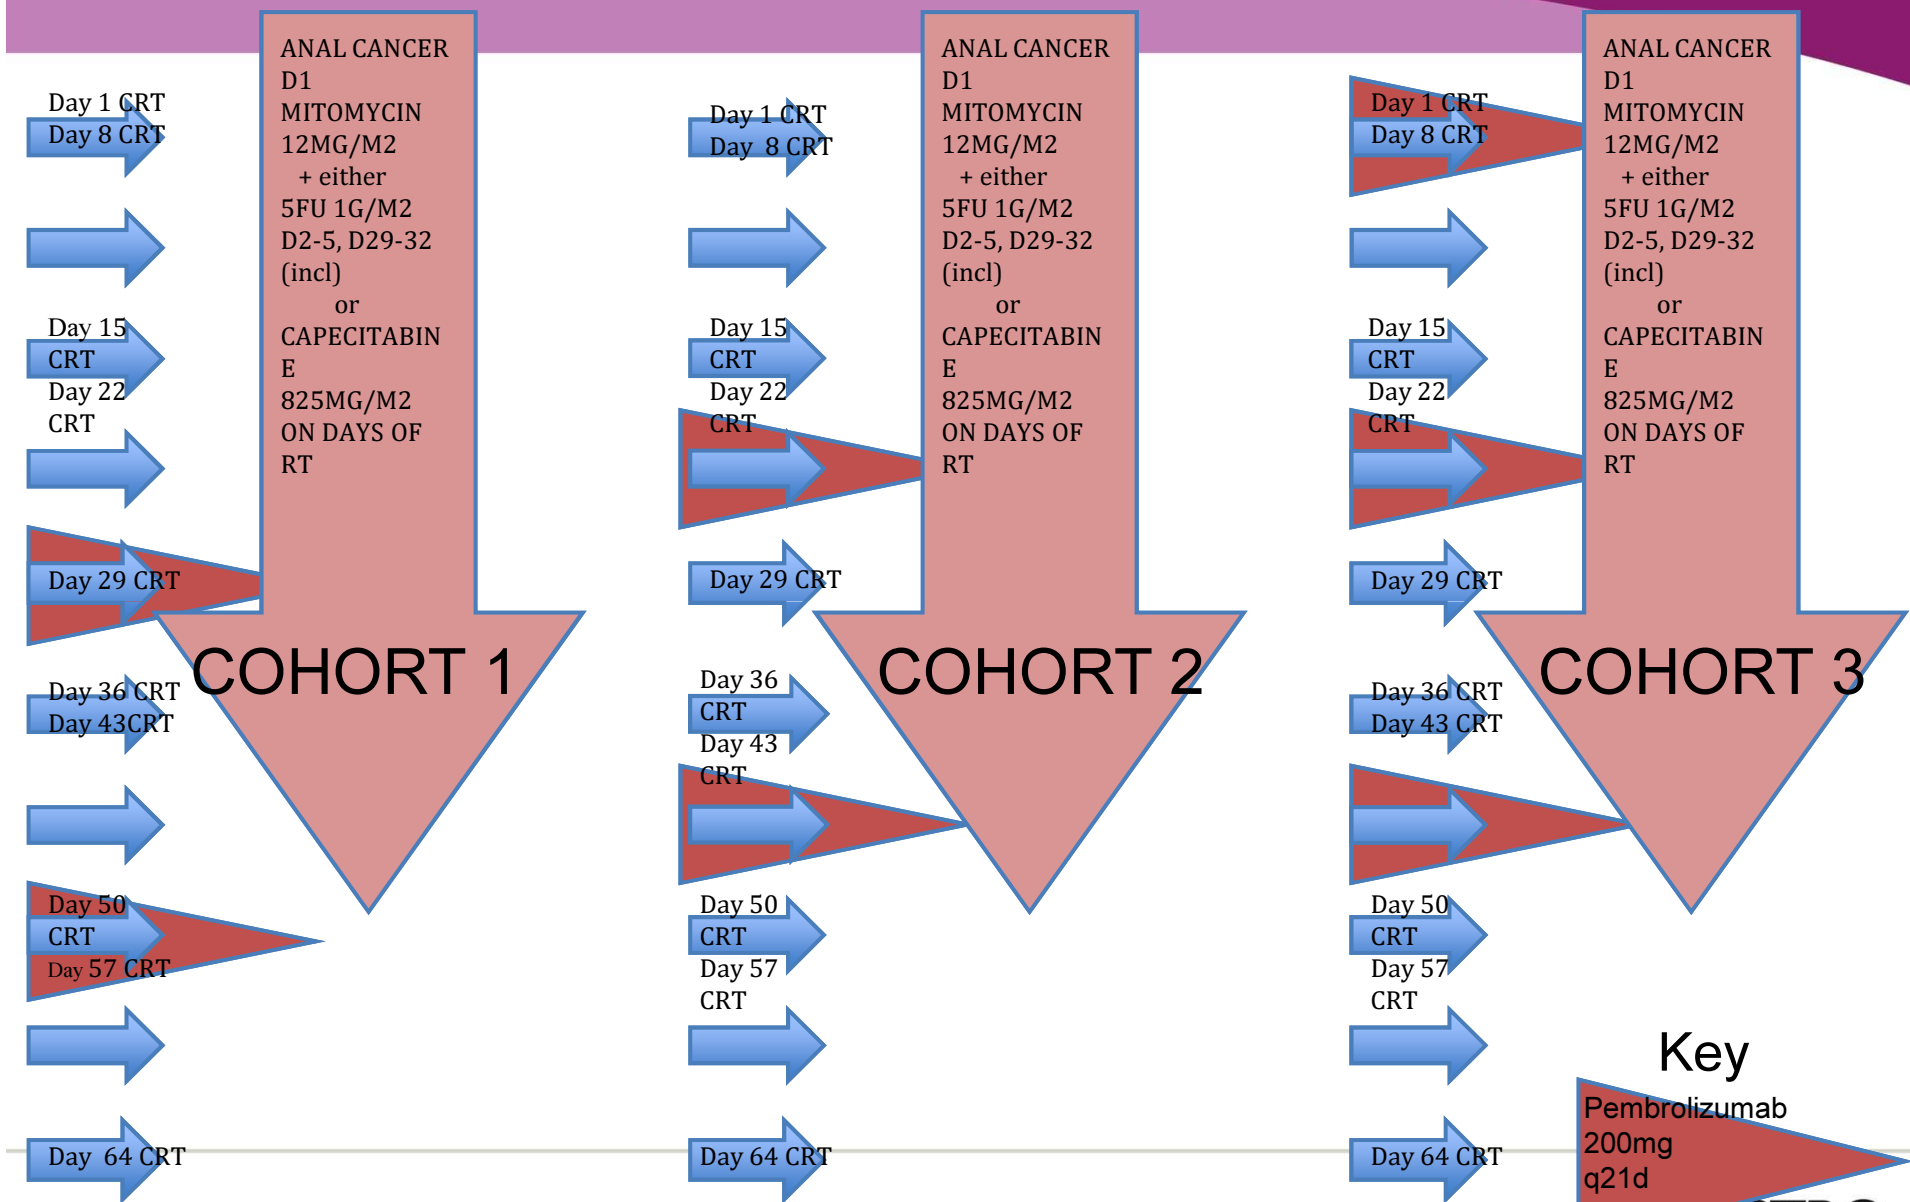 Day 1 CRT
Day 8 CRT
Day 15
CRT
Day 22
CRT
Day 29 CRT
Day 36 CRT
Day 43CRT
Day 50
CRT
Day 57 CRT
Day  64 CRT
ANAL CANCER
D1
MITOMYCIN
12MG/M2
+ either
5FU 1G/M2
D2-5, D29-32
(incl)
or
CAPECITABIN
E
825MG/M2
ON DAYS OF
RT
COHORT 1
Day 1 CRT
Day  8 CRT
Day 15
CRT
Day 22
CRT
Day 29 CRT
Day 36
CRT
Day 43
CRT
Day 50
CRT
Day 57
CRT
Day 64 CRT
ANAL CANCER
D1
MITOMYCIN
12MG/M2
+ either
5FU 1G/M2
D2-5, D29-32
(incl)
or
CAPECITABIN
E
825MG/M2
ON DAYS OF
RT
COHORT 2
Day 1 CRT
Day 8 CRT
Day 15
CRT
Day 22
CRT
Day 29 CRT
Day 36 CRT
Day 43 CRT
Day 50
CRT
Day 57
CRT
Day 64 CRT
ANAL CANCER
D1
MITOMYCIN
12MG/M2
+ either
5FU 1G/M2
D2-5, D29-32
(incl)
or
CAPECITABIN
E
825MG/M2
ON DAYS OF
RT
COHORT 3
Key
Pembrolizumab
200mg
q21d